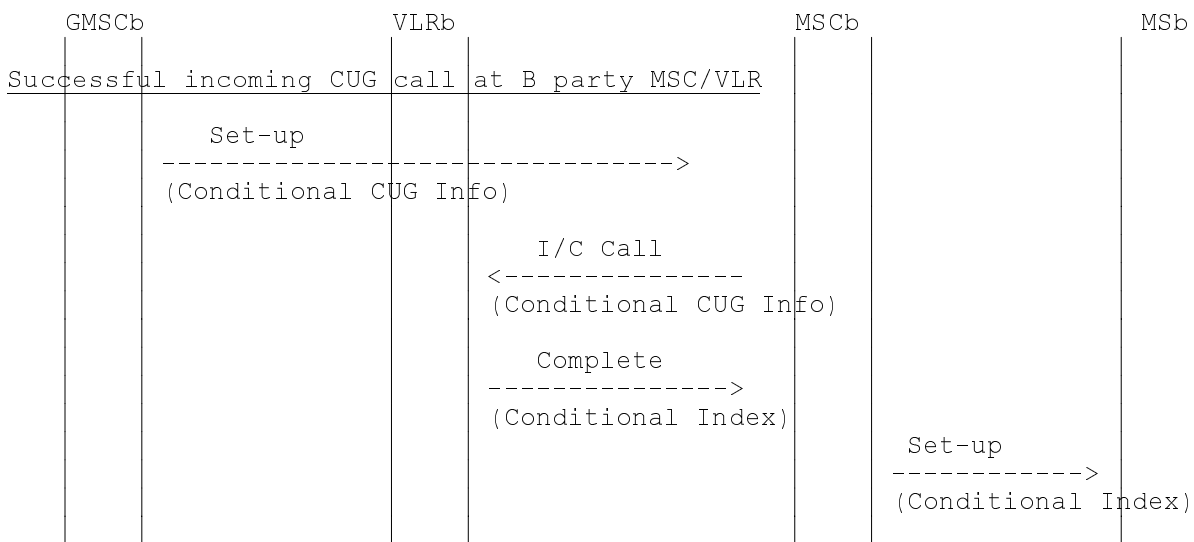 GMSCb VLRb MSCb MSb
Successful incoming CUG call at B party MSC/VLR
Set-up
-------------------------------->
(Conditional CUG Info)
I/C Call
<---------------
(Conditional CUG Info)
Complete
--------------->
(Conditional Index)
Set-up
------------>
(Conditional Index)